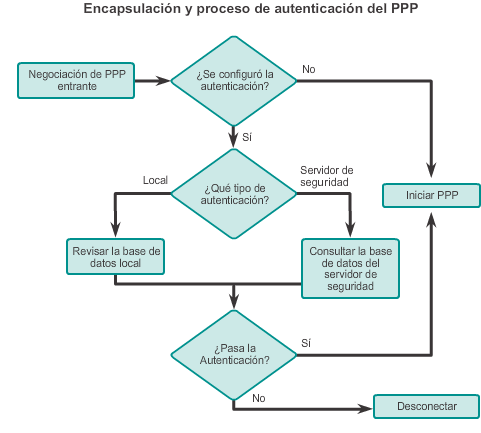 Encapsulación y proceso de autenticación del PPP
Negociación de PPP
entrante
¿Se configuró la
autenticación?
No
Sí
¿Qué tipo de
autenticación?
Local
Servidor de
seguridad
Iniciar PPP
Revisar la base de
datos local
Consultar la base
de datos del
servidor de
seguridad
¿Pasa la
Autenticación?
Sí
No
Desconectar